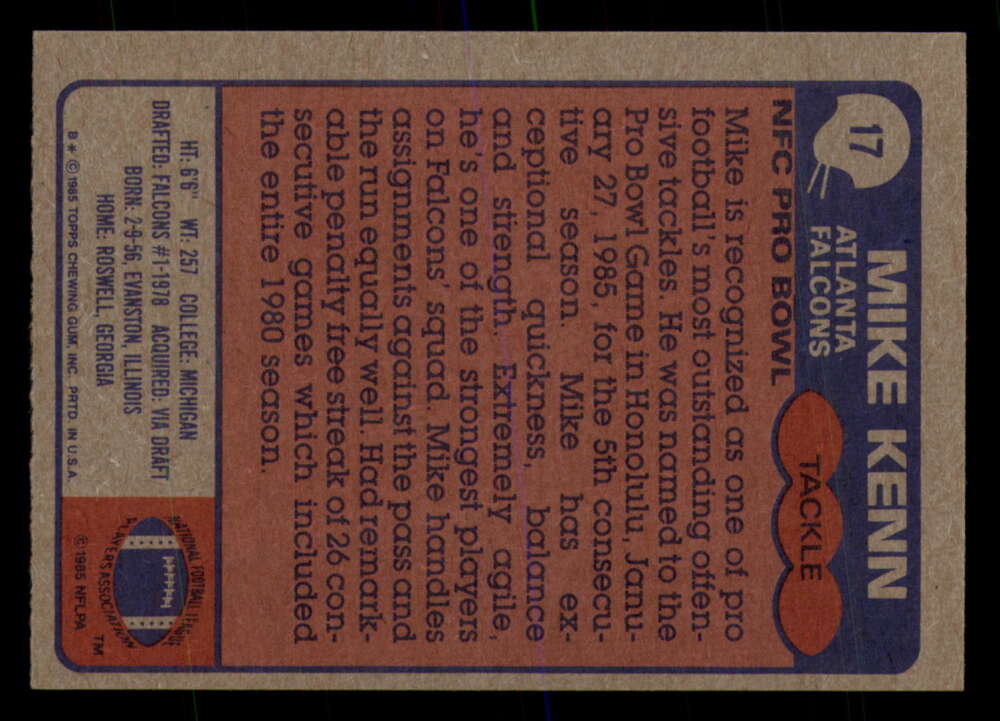 17
MIKE KENN
ATLANTA
FALCONS
TACKLE
NFC PRO BOWL
Mike is recognized as one of pro
football's most outstanding offen-
sive tackles. He was named to the
Pro Bowl Game in Honolulu, Janu-
ary 27, 1985, for the 5th consecu-
tive season. Mike has ex-
ceptional quickness, balance
and strength. Extremely agile,
he's one of the strongest players
on Falcons' squad. Mike handles
assignments against the pass and
the run equally well. Had remark-
able penalty free streak of 26 con-
secutive games which included
the entire 1980 season.
HT: 6'6" WT: 257 COLLEGE: MICHIGAN
DRAFTED: FALCONS #1-1978 ACQUIRED: VIA DRAFT
BORN: 2-9-56, EVANSTON, ILLINOIS
HOME: ROSWELL, GEORGIA
B * © 1985 TOPPS CHEWING GUM, INC. PRTD. IN U.S.A.
NATIONAL FOOTBALL LEAGUE
PLAYERS ASSOCIATION
TM
© 1985 NFLPA